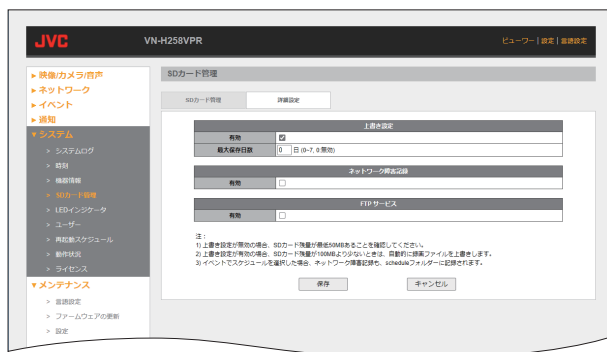 JVC
VN-H258VPR
ビューワー | 設定 | 言語設定
▸ 映像/カメラ/音声
▸ ネットワーク
▸ イベント
▸ 通知
▾ システム
> システムログ
> 時刻
> 機器情報
> SDカード管理
> LEDインジケータ
> ユーザー
> 再起動スケジュール
> 動作状況
> ライセンス
▾ メンテナンス
> 言語設定
> ファームウェアの更新
> 設定
SDカード管理
SDカード管理 詳細設定
上書き設定
有効
最大保存日数 0 日 (0~7, 0:無効)
ネットワーク障害記録
有効
FTP サービス
有効
注：
1) 上書き設定が無効の場合、SDカード残量が最低50MBあることを確認してください。
2) 上書き設定が有効の場合、SDカード残量が100MBより少ないときは、自動的に録画ファイルを上書きします。
3) イベントでスケジュールを選択した場合、ネットワーク障害記録も、scheduleフォルダーに記録されます。
保存 キャンセル